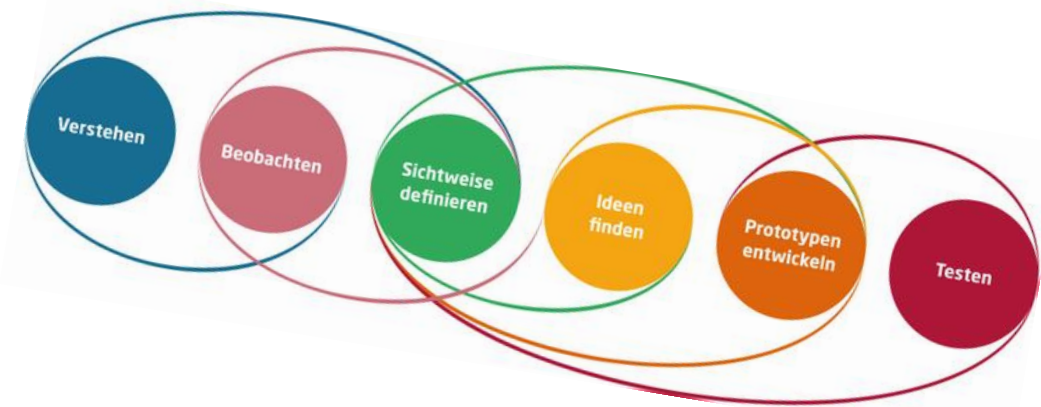 Verstehen
Beobachten
Sichtweise
definieren
Ideen
finden
Prototypen
entwickeln
Testen